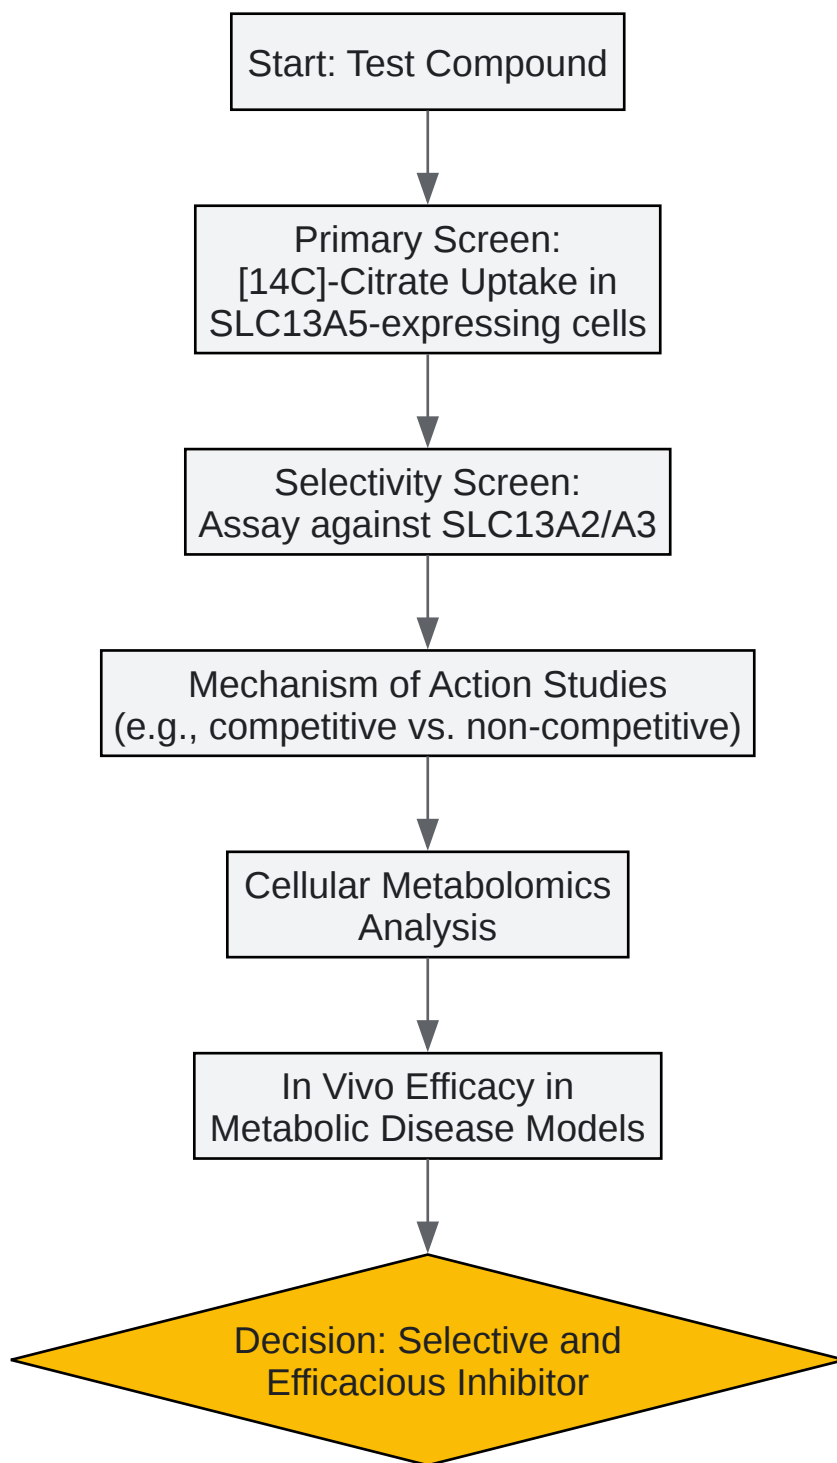 Start: Test Compound
Primary Screen:
[14C]-Citrate Uptake in
SLC13A5-expressing cells
Selectivity Screen:
Assay against SLC13A2/A3
Mechanism of Action Studies
(e.g., competitive vs. non-competitive)
Cellular Metabolomics
Analysis
In Vivo Efficacy in
Metabolic Disease Models
Decision: Selective and
Efficacious Inhibitor